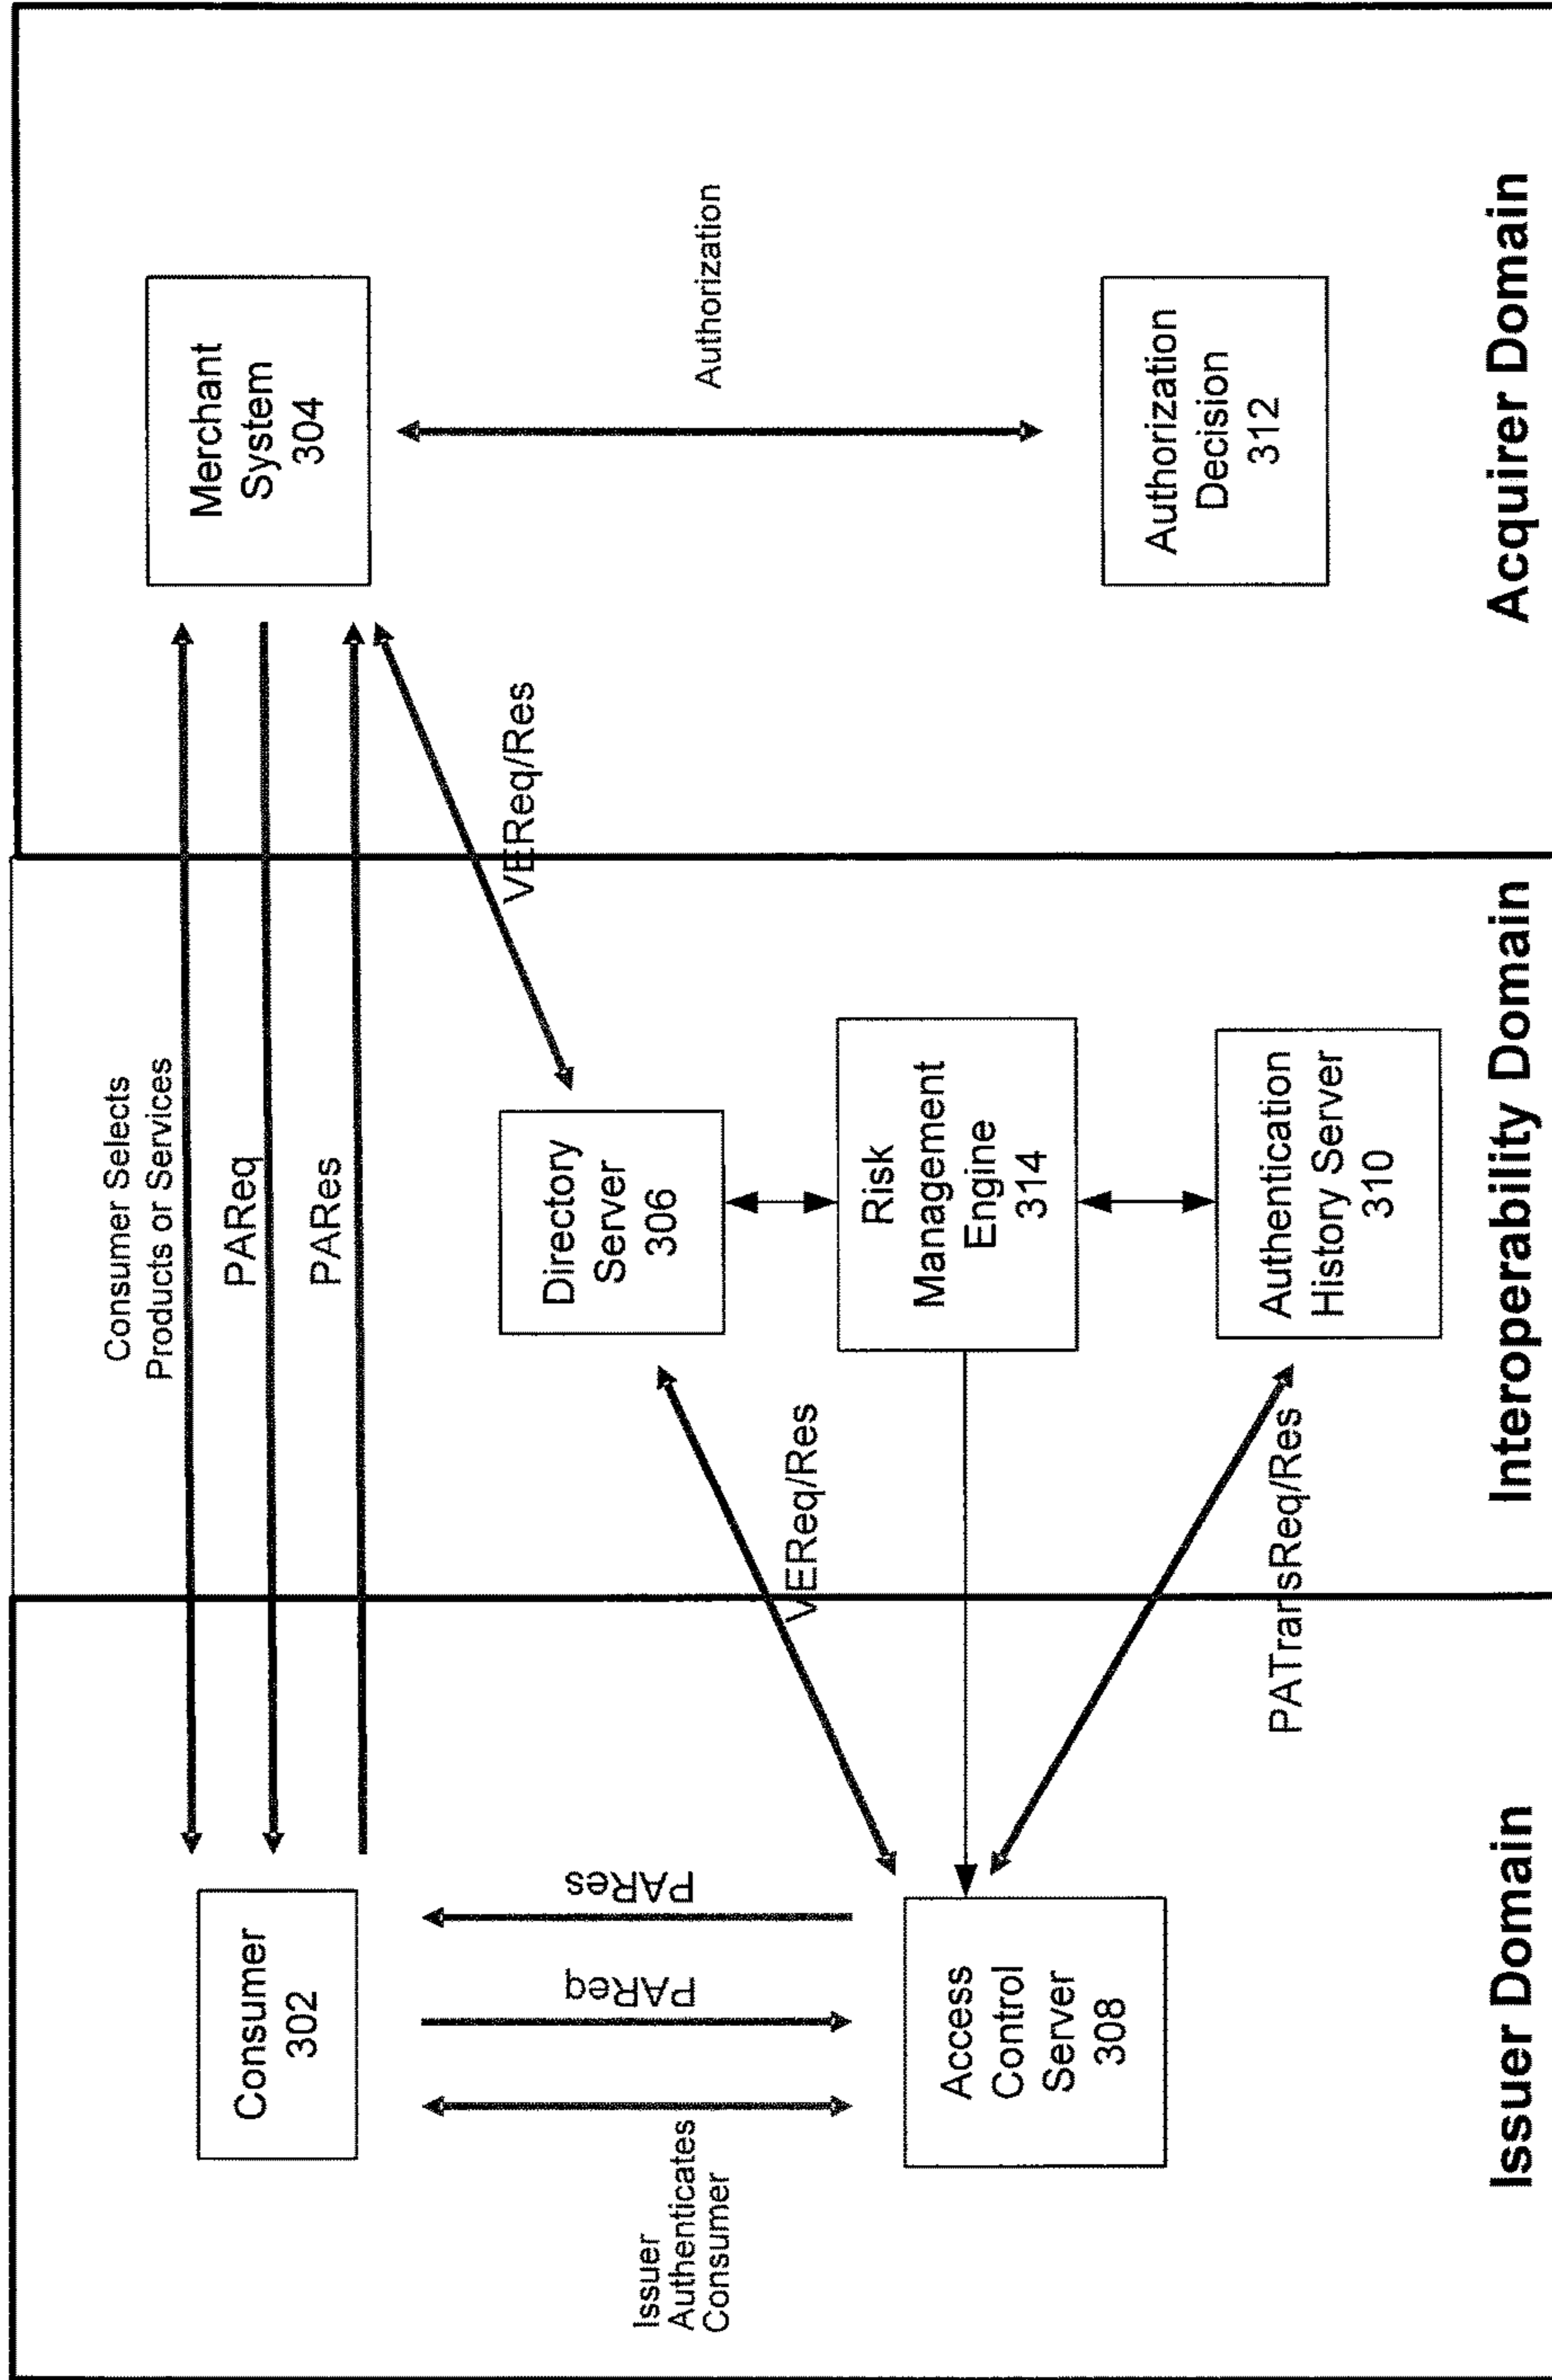 Consumer Selects
Products or Services
PAReq
PARes
Consumer
302
Merchant
System
304
Issuer
Authenticates
Consumer
PAReq
PARes
VEReq/Res
VEReq/Res
Directory
Server
306
Authorization
Access
Control
Server
308
Risk
Management
Engine
314
PATransReq/Res
Authentication
History Server
310
Authorization
Decision
312
Issuer Domain
Interoperability Domain
Acquirer Domain